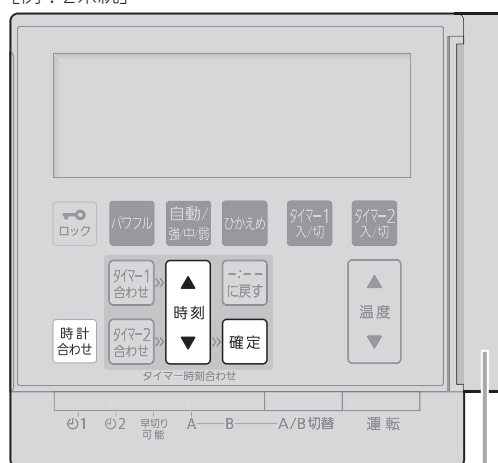 ロック
パワフル
自動/
強・中・弱
ひかえめ
タイマー1
入/切
タイマー2
入/切
タイマー1
合わせ
»
▲
時刻
▼
-:--
に戻す
▲
温度
▼
時計
合わせ
タイマー2
合わせ
»
»
確定
タイマー時刻合わせ
1
2
早切り
可能
A
B
A/B切替
運転